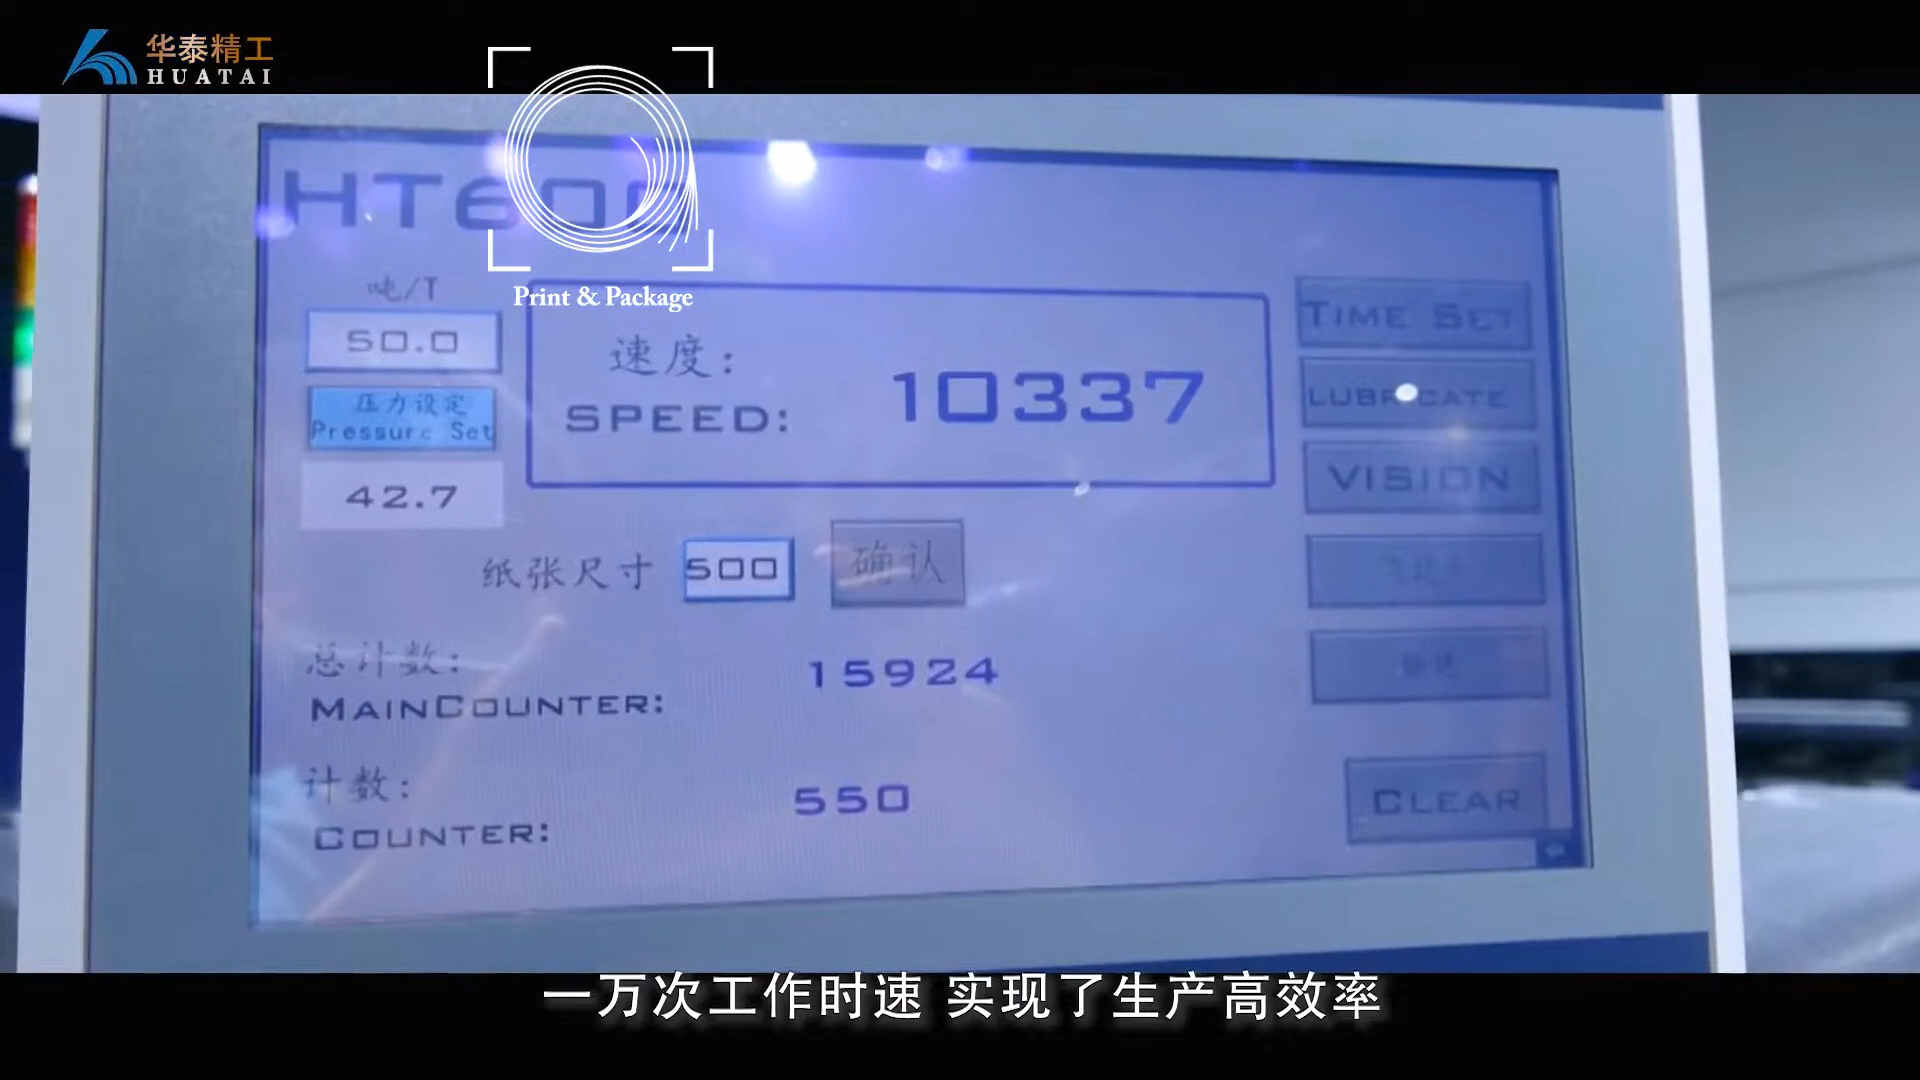 华泰精工
HUATAI
Print & Package
吨/T
50.0
压力设定
Pressure Set
42.7
速度:
SPEED:
10337
纸张尺寸
500
确认
总计数:
MAINCOUNTER:
15924
计数:
COUNTER:
550
TIME SET
LUBRICATE
VISION
CLEAR
一万次工作时速 实现了生产高效率